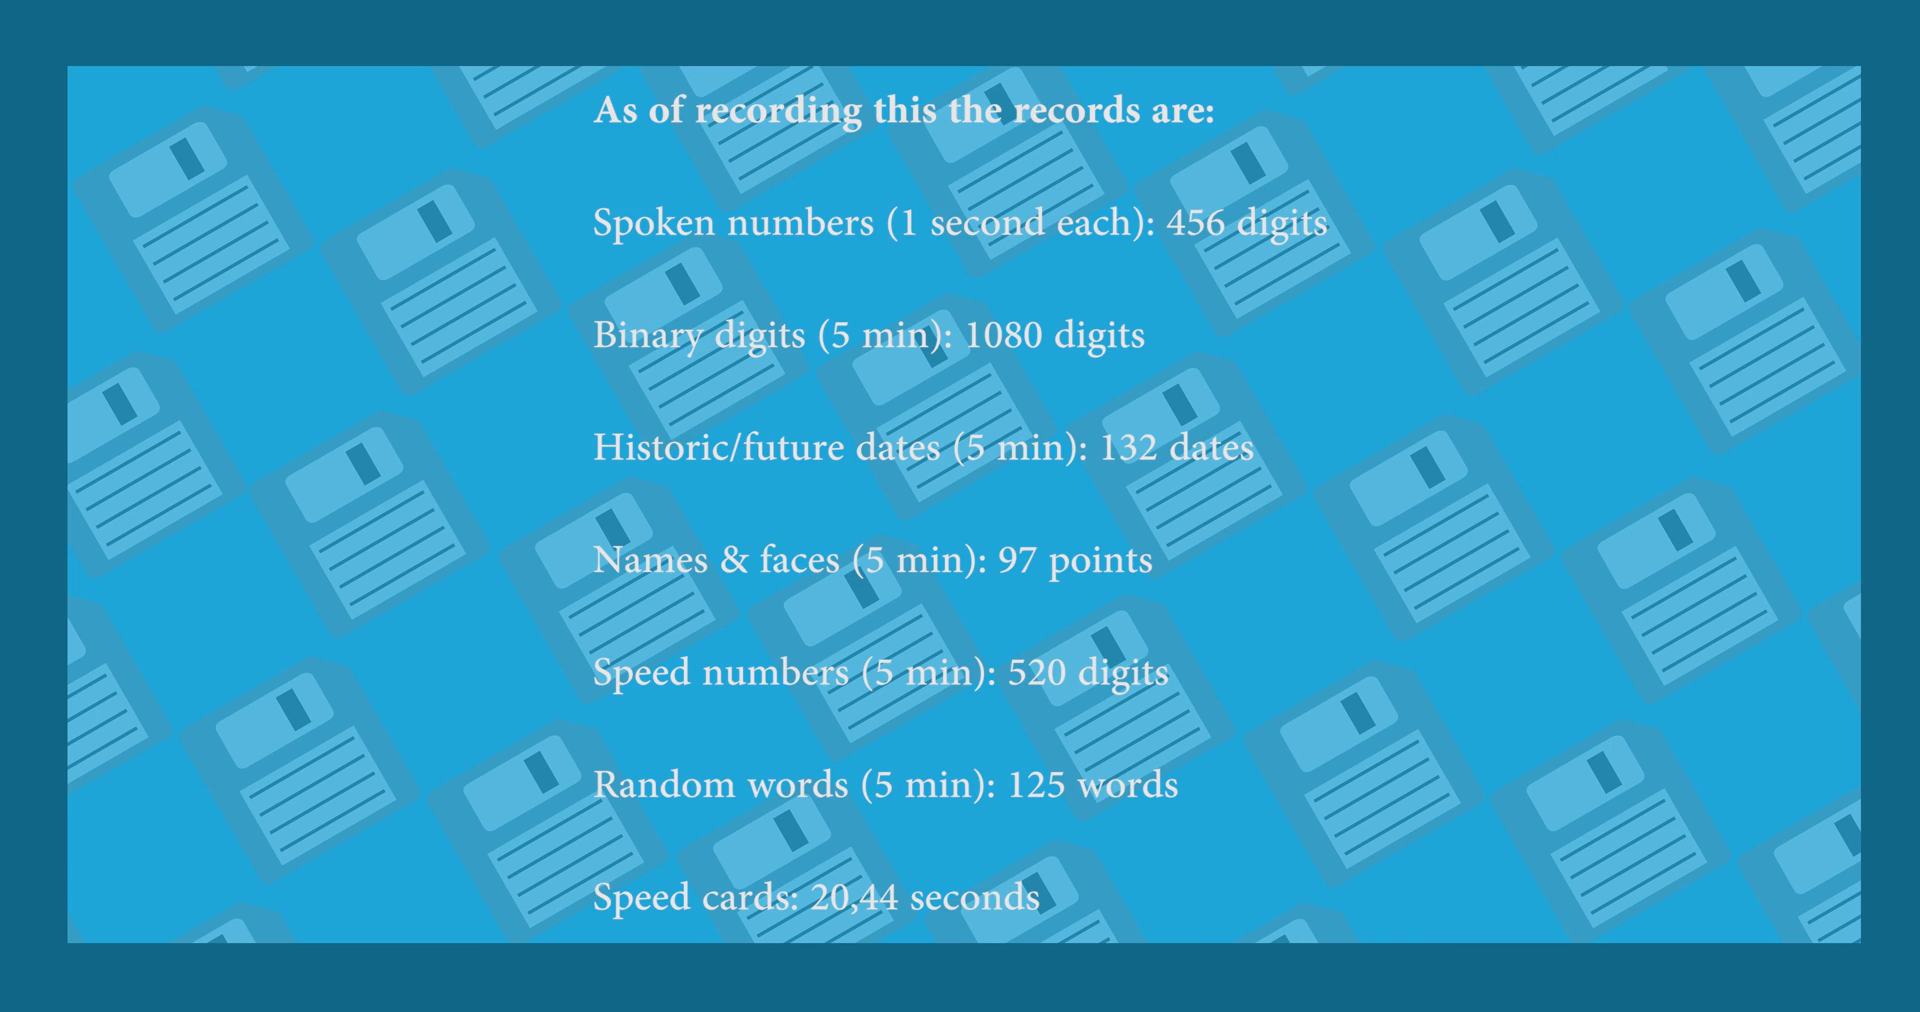 As of recording this the records are:
Spoken numbers (1 second each): 456 digits
Binary digits (5 min): 1080 digits
Historic/future dates (5 min): 132 dates
Names & faces (5 min): 97 points
Speed numbers (5 min): 520 digits
Random words (5 min): 125 words
Speed cards: 20,44 seconds